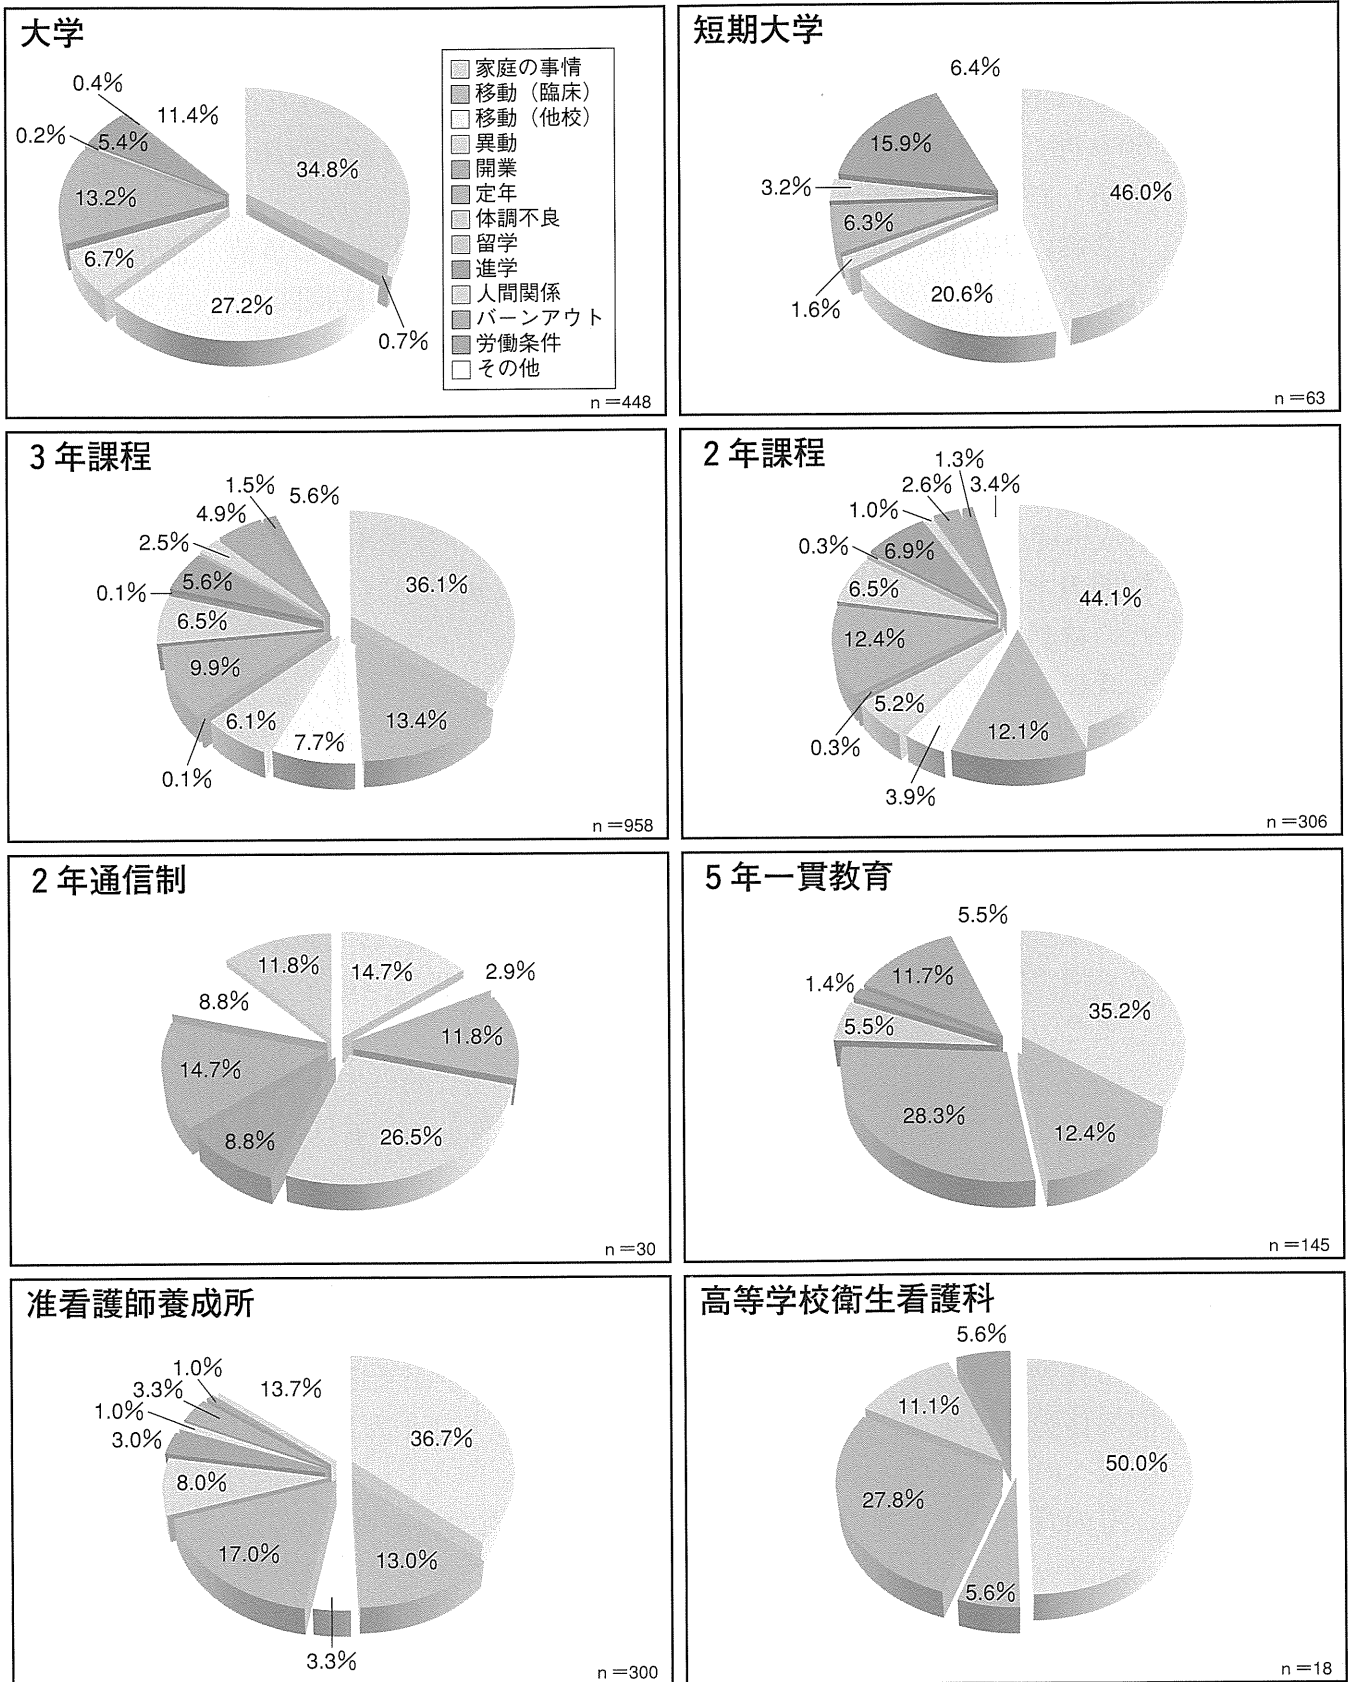 大学
0.4%
11.4%
0.2%
5.4%
34.8%
13.2%
6.7%
27.2%
0.7%
家庭の事情
移動（臨床）
移動（他校）
異動
開業
定年
体調不良
留学
進学
人間関係
バーンアウト
労働条件
その他
n＝448
短期大学
6.4%
15.9%
3.2%
46.0%
6.3%
20.6%
1.6%
n＝63
3年課程
1.5%
5.6%
4.9%
2.5%
5.6%
36.1%
0.1%
6.5%
9.9%
6.1%
13.4%
7.7%
0.1%
n＝958
2年課程
1.3%
2.6%
3.4%
1.0%
0.3%
6.9%
6.5%
44.1%
12.4%
5.2%
12.1%
0.3%
3.9%
n＝306
2年通信制
11.8%
14.7%
2.9%
8.8%
11.8%
14.7%
8.8%
26.5%
n＝30
5年一貫教育
5.5%
11.7%
1.4%
35.2%
5.5%
28.3%
12.4%
n＝145
准看護師養成所
1.0%
3.3%
13.7%
1.0%
3.0%
36.7%
8.0%
17.0%
13.0%
3.3%
n＝300
高等学校衛生看護科
5.6%
11.1%
50.0%
27.8%
5.6%
n＝18